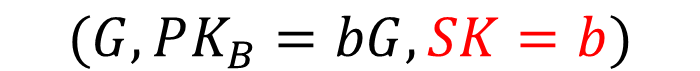 (G, PK_B = bG, SK = b)